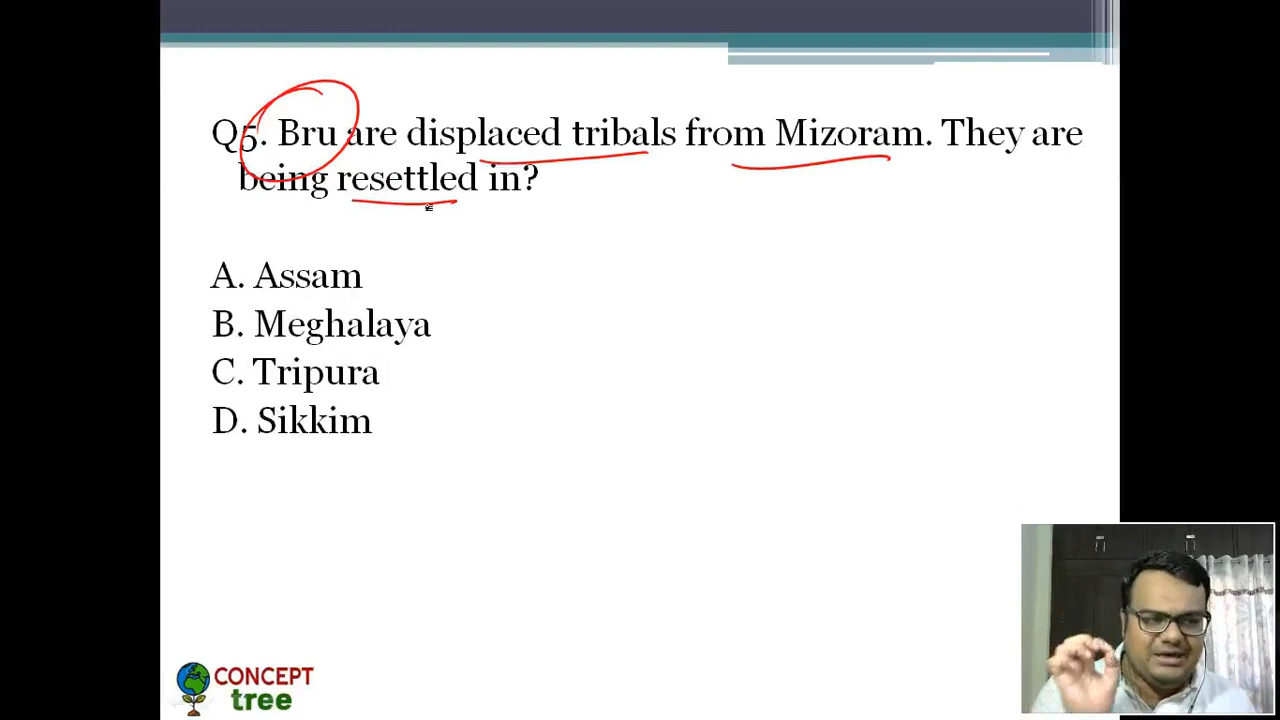 Q5. Bru are displaced tribals from Mizoram. They are
being resettled in?
A. Assam
B. Meghalaya
C. Tripura
D. Sikkim
CONCEPT
tree